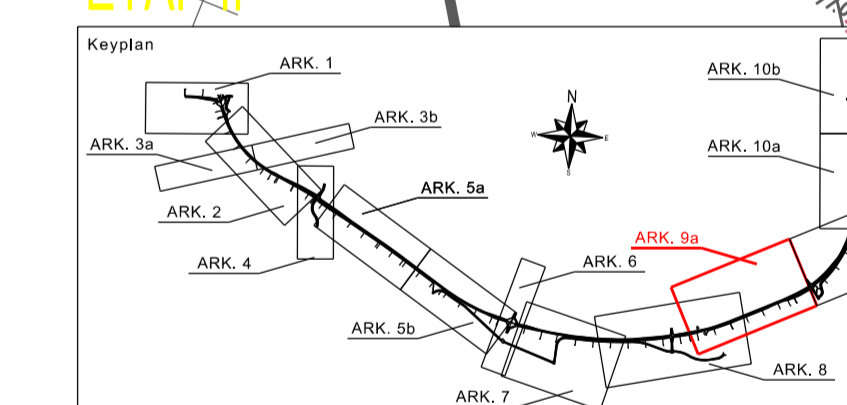 Keyplan
ARK. 1
ARK. 10b
N
ARK. 3b
W
E
ARK. 3a
ARK. 10a
S
ARK. 5a
ARK. 2
ARK. 9a
ARK. 4
ARK. 6
ARK. 5b
ARK. 8
ARK. 7